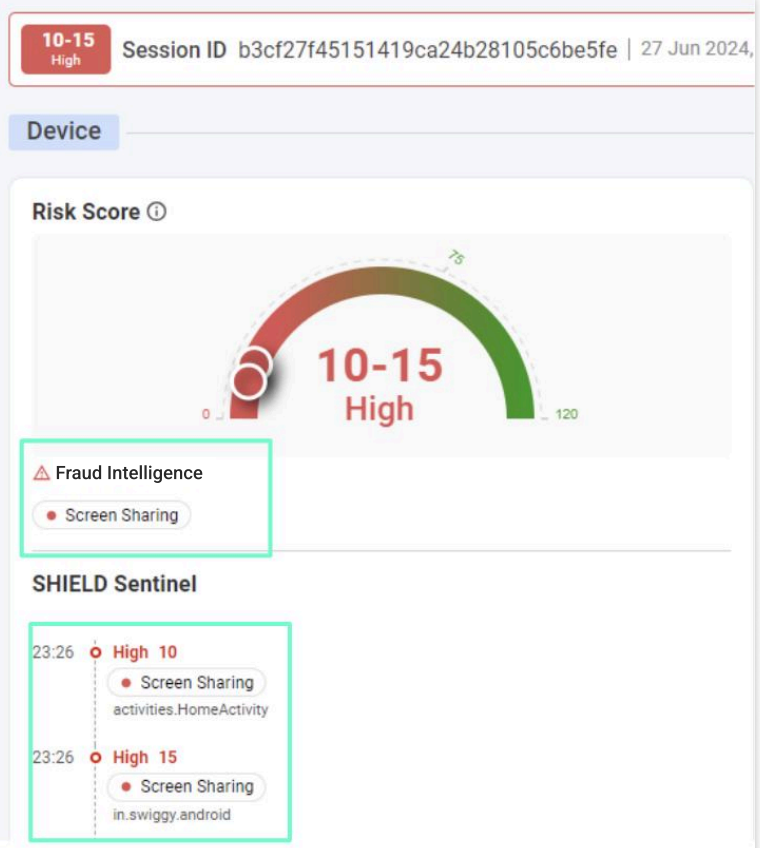 10-15
High
Session ID b3cf27f45151419ca24b28105c6be5fe | 27 Jun 2024,
Device
Risk Score
75
10-15
High
0
120
Fraud Intelligence
Screen Sharing
SHIELD Sentinel
23:26 High 10
Screen Sharing
activities.HomeActivity
23:26 High 15
Screen Sharing
in.swiggy.android